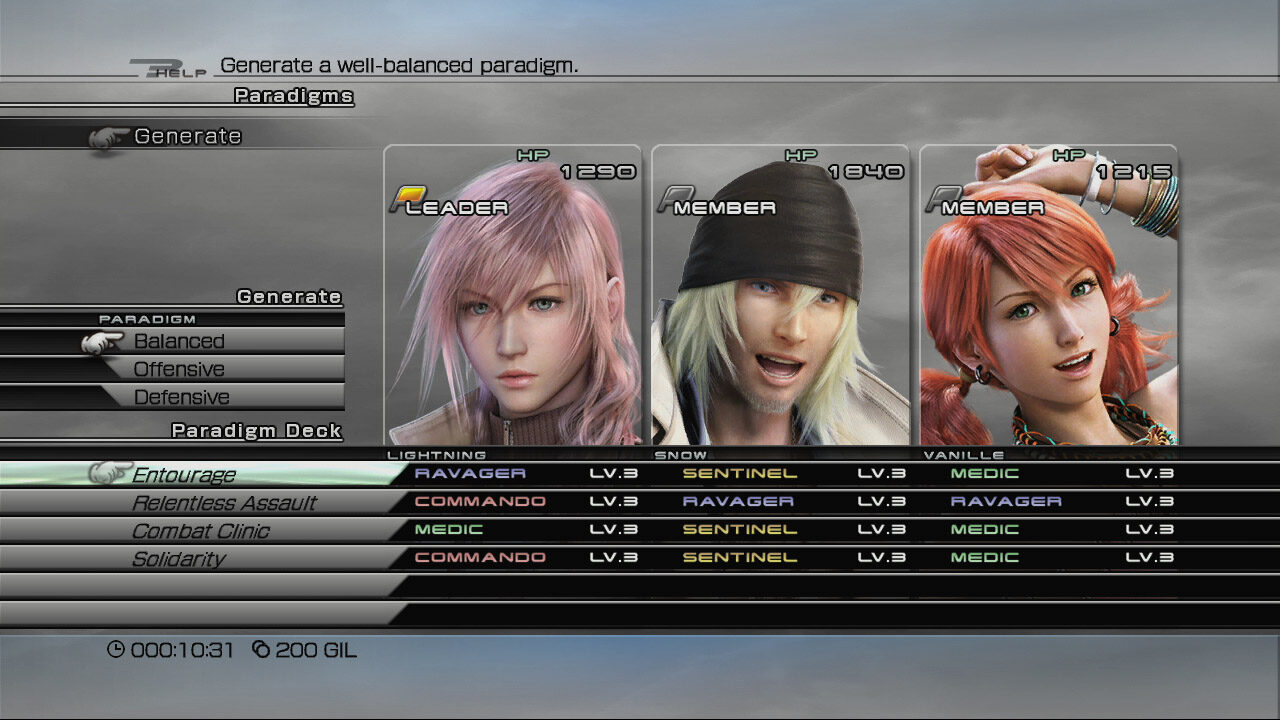 HELP Generate a well-balanced paradigm.
Paradigms
Generate
HP 1290
LEADER
HP 1840
MEMBER
HP 1215
MEMBER
Generate
PARADIGM
Balanced
Offensive
Defensive
Paradigm Deck
LIGHTNING SNOW VANILLE
Entourage RAVAGER LV.3 SENTINEL LV.3 MEDIC LV.3
Relentless Assault COMMANDO LV.3 RAVAGER LV.3 RAVAGER LV.3
Combat Clinic MEDIC LV.3 SENTINEL LV.3 MEDIC LV.3
Solidarity COMMANDO LV.3 SENTINEL LV.3 MEDIC LV.3
000:10:31 200 GIL